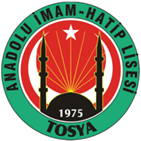 ANADOLU İMAM-HATİP LİSESİ
1975
TOSYA